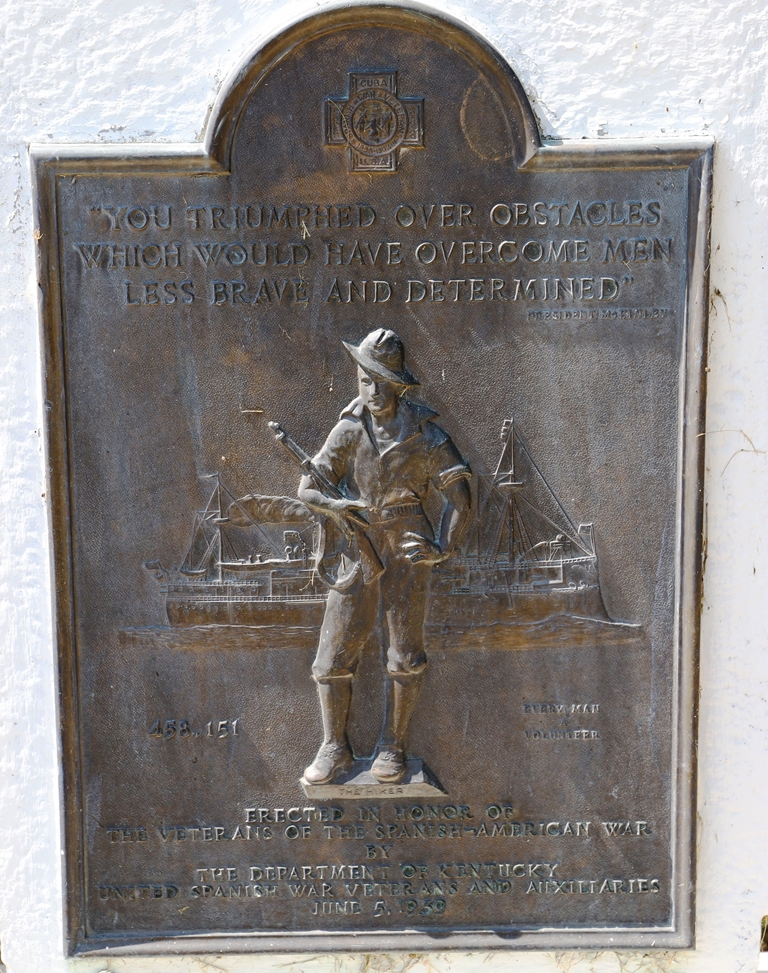 CUBA
U.S.A.
"YOU TRIUMPHED OVER OBSTACLES
WHICH WOULD HAVE OVERCOME MEN
LESS BRAVE AND DETERMINED"
PRESIDENT McKINLEY
458,151
EVERY MAN
A
VOLUNTEER
THE HIKER
ERECTED IN HONOR OF
THE VETERANS OF THE SPANISH-AMERICAN WAR
BY
THE DEPARTMENT OF KENTUCKY
UNITED SPANISH WAR VETERANS AND AUXILIARIES
JUNE 5, 1950